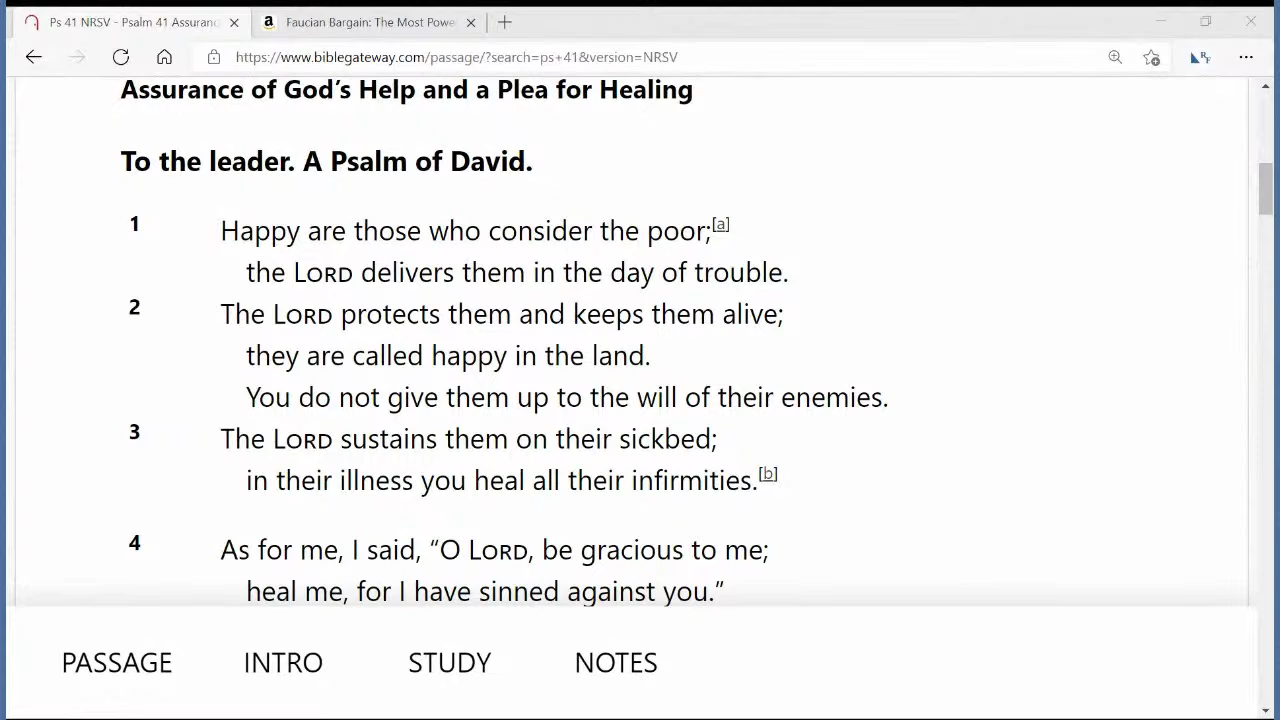 Ps 41 NRSV - Psalm 41 Assuranc
Faucian Bargain: The Most Powe
https://www.biblegateway.com/passage/?search=ps+41&version=NRSV
Assurance of God's Help and a Plea for Healing
To the leader. A Psalm of David.
1 Happy are those who consider the poor;[a]
the LORD delivers them in the day of trouble.
2 The LORD protects them and keeps them alive;
they are called happy in the land.
You do not give them up to the will of their enemies.
3 The LORD sustains them on their sickbed;
in their illness you heal all their infirmities.[b]
4 As for me, I said, “O LORD, be gracious to me;
heal me, for I have sinned against you.”
PASSAGE INTRO STUDY NOTES